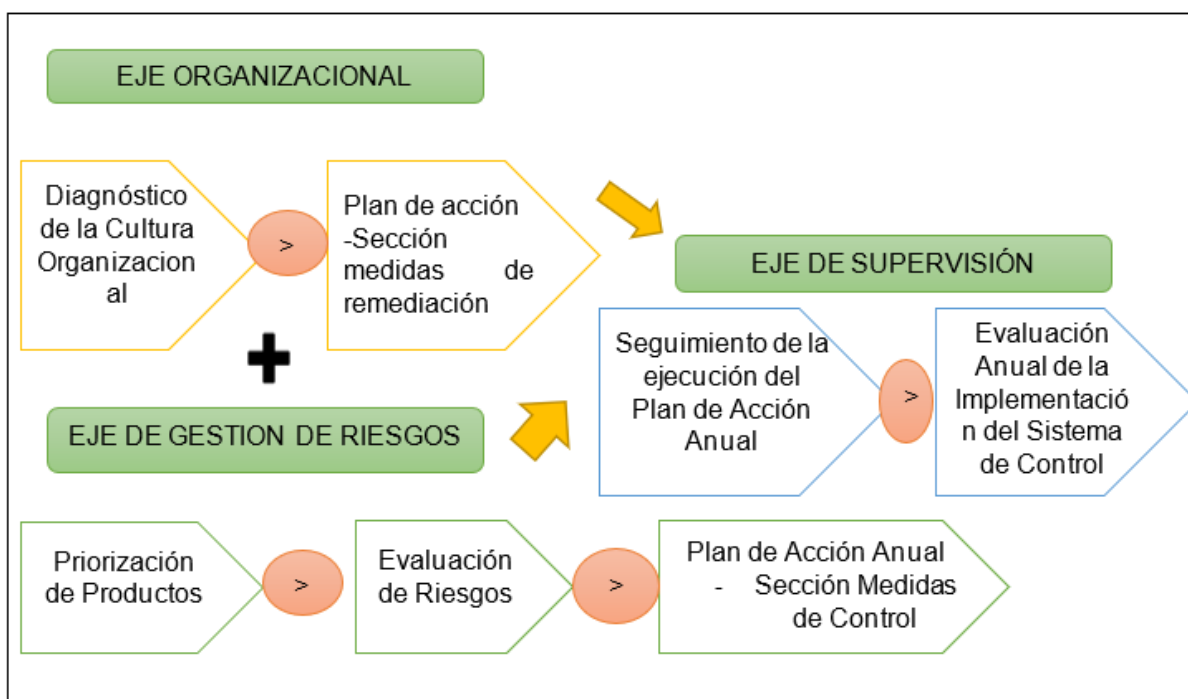 EJE ORGANIZACIONAL
Diagnóstico
de la Cultura
Organizacion
al
>
Plan de acción
-Sección
medidas de
remediación
EJE DE SUPERVISIÓN
Seguimiento de la
ejecución del
Plan de Acción
Anual
>
Evaluación
Anual de la
Implementació
n del Sistema
de Control
EJE DE GESTION DE RIESGOS
Priorización
de Productos
>
Evaluación
de Riesgos
>
Plan de Acción Anual
- Sección Medidas
de Control